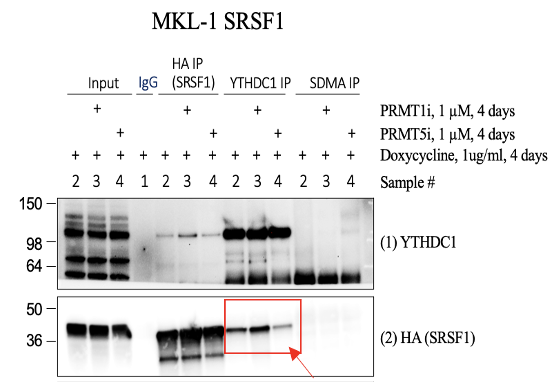 MKL-1 SRSF1
HA IP
Input IgG (SRSF1) YTHDC1 IP SDMA IP
+ + + + PRMT1i, 1 µM, 4 days
+ + + + PRMT5i, 1 µM, 4 days
+ + + + + + + + + + + + + Doxycycline, 1ug/ml, 4 days
2 3 4 1 2 3 4 2 3 4 2 3 4 Sample #
150
98
64
(1) YTHDC1
50
36
(2) HA (SRSF1)